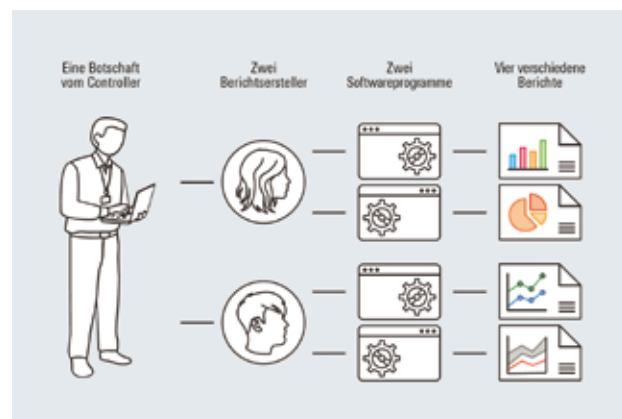 Eine Botschaft
vom Controller
Zwei
Berichtsersteller
Zwei
Softwareprogramme
Vier verschiedene
Berichte